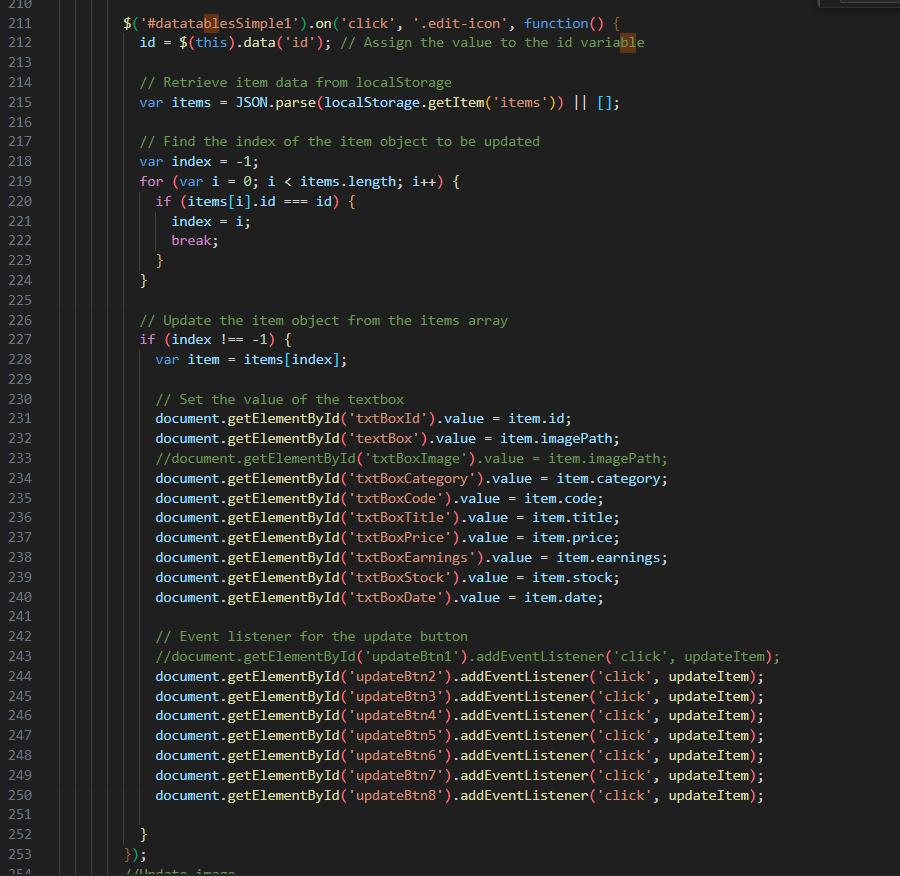 210
211 $('#datatablesSimple1').on('click', '.edit-icon', function() {
212 id = $(this).data('id'); // Assign the value to the id variable
213
214 // Retrieve item data from localStorage
215 var items = JSON.parse(localStorage.getItem('items')) || [];
216
217 // Find the index of the item object to be updated
218 var index = -1;
219 for (var i = 0; i < items.length; i++) {
220 if (items[i].id === id) {
221 index = i;
222 break;
223 }
224 }
225
226 // Update the item object from the items array
227 if (index !== -1) {
228 var item = items[index];
229
230 // Set the value of the textbox
231 document.getElementById('txtBoxId').value = item.id;
232 document.getElementById('textBox').value = item.imagePath;
233 //document.getElementById('txtBoxImage').value = item.imagePath;
234 document.getElementById('txtBoxCategory').value = item.category;
235 document.getElementById('txtBoxCode').value = item.code;
236 document.getElementById('txtBoxTitle').value = item.title;
237 document.getElementById('txtBoxPrice').value = item.price;
238 document.getElementById('txtBoxEarnings').value = item.earnings;
239 document.getElementById('txtBoxStock').value = item.stock;
240 document.getElementById('txtBoxDate').value = item.date;
241
242 // Event listener for the update button
243 //document.getElementById('updateBtn1').addEventListener('click', updateItem);
244 document.getElementById('updateBtn2').addEventListener('click', updateItem);
245 document.getElementById('updateBtn3').addEventListener('click', updateItem);
246 document.getElementById('updateBtn4').addEventListener('click', updateItem);
247 document.getElementById('updateBtn5').addEventListener('click', updateItem);
248 document.getElementById('updateBtn6').addEventListener('click', updateItem);
249 document.getElementById('updateBtn7').addEventListener('click', updateItem);
250 document.getElementById('updateBtn8').addEventListener('click', updateItem);
251
252 }
253 });
254 //Update image